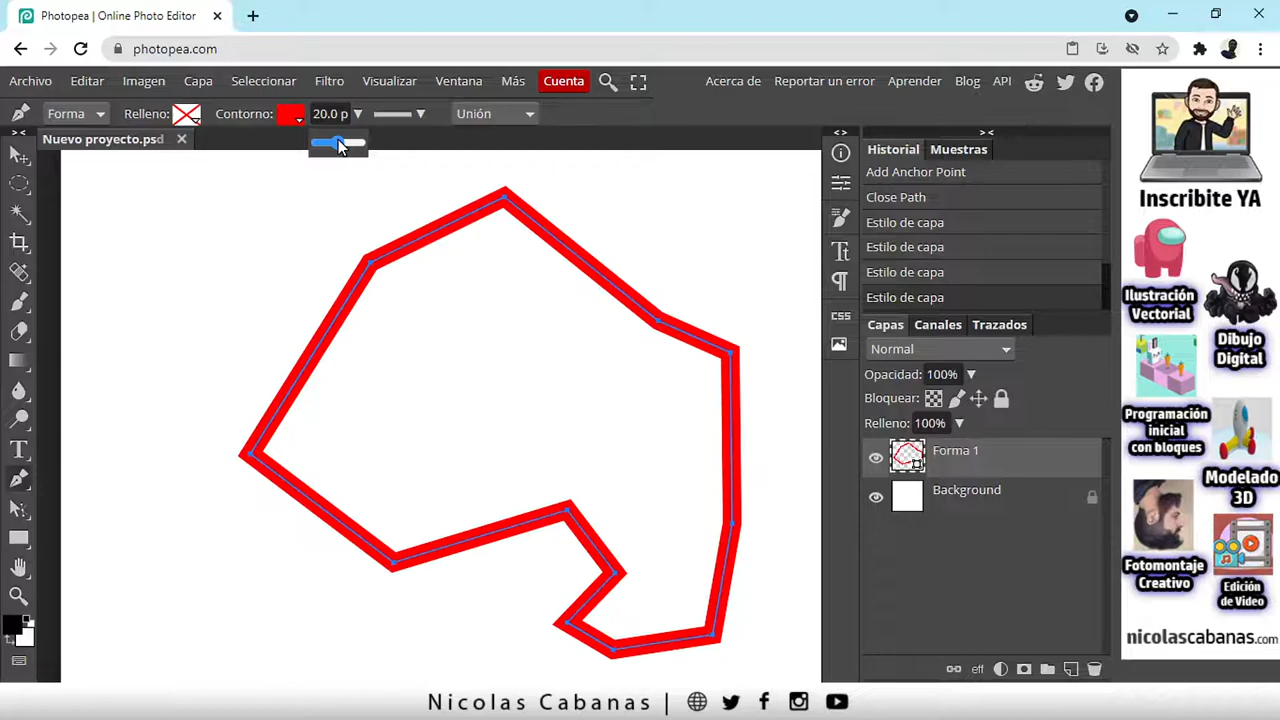 Photopea | Online Photo Editor
photopea.com
Archivo Editar Imagen Capa Seleccionar Filtro Visualizar Ventana Más Cuenta Acerca de Reportar un error Aprender Blog API
Forma Relleno: Contorno: 20.0 p Unión
Nuevo proyecto.psd
Historial Muestras
Add Anchor Point
Close Path
Estilo de capa
Estilo de capa
Estilo de capa
Estilo de capa
CSS
Capas Canales Trazados
Normal
Opacidad: 100%
Bloquear:
Relleno: 100%
Forma 1
Background
eff
Inscribite YA
Ilustración
Vectorial
Dibujo
Digital
Programación
inicial
con bloques
Modelado
3D
Fotomontaje
Creativo
Edición
de Video
nicolascabanas.com
Nicolas Cabanas |